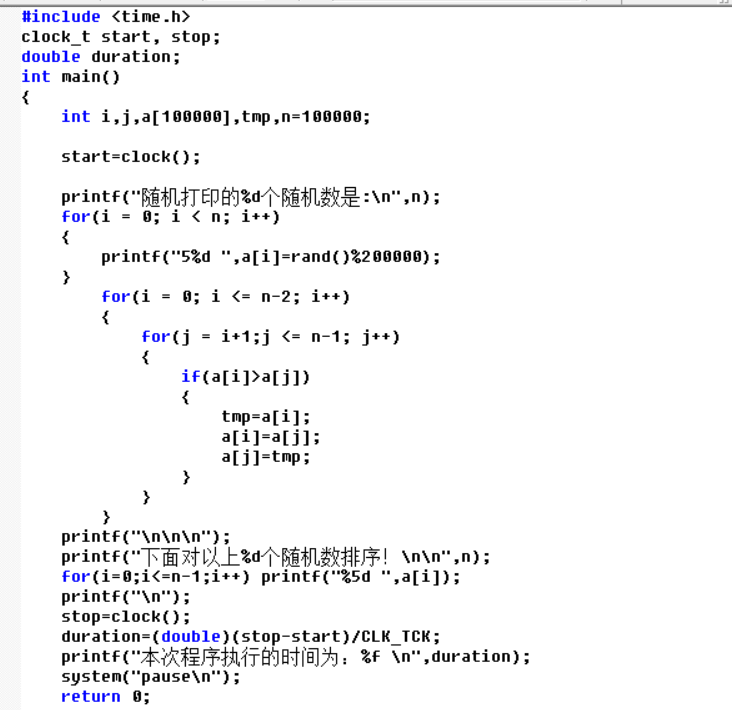 #include <time.h>
clock_t start, stop;
double duration;
int main()
{
    int i,j,a[100000],tmp,n=100000;

    start=clock();

    printf("随机打印的%d个随机数是:\n",n);
    for(i = 0; i < n; i++)
    {
        printf("5%d ",a[i]=rand()%200000);
    }
        for(i = 0; i <= n-2; i++)
        {
            for(j = i+1;j <= n-1; j++)
            {
                if(a[i]>a[j])
                {
                    tmp=a[i];
                    a[i]=a[j];
                    a[j]=tmp;
                }
            }
        }
    printf("\n\n\n");
    printf("下面对以上%d个随机数排序！\n\n",n);
    for(i=0;i<=n-1;i++) printf("%5d ",a[i]);
    printf("\n");
    stop=clock();
    duration=(double)(stop-start)/CLK_TCK;
    printf("本次程序执行的时间为：%f \n",duration);
    system("pause\n");
    return 0;